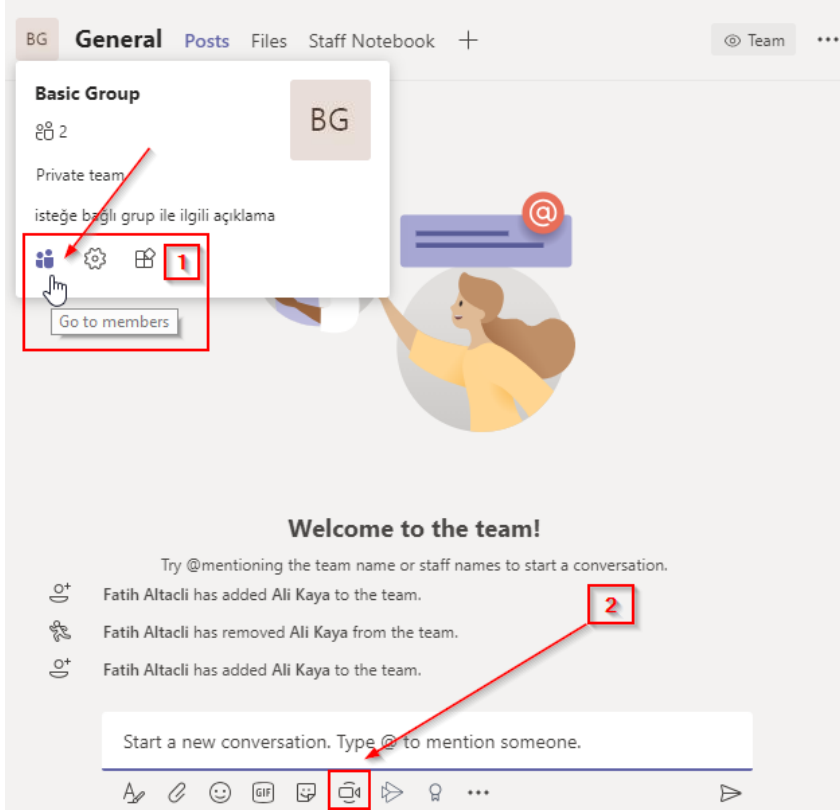 BG General Posts Files Staff Notebook Team
Basic Group
BG
2
Private team
isteğe bağlı grup ile ilgili açıklama
1
Go to members
@
Welcome to the team!
Try @mentioning the team name or staff names to start a conversation.
Fatih Altacli has added Ali Kaya to the team.
2
Fatih Altacli has removed Ali Kaya from the team.
Fatih Altacli has added Ali Kaya to the team.
Start a new conversation. Type @ to mention someone.
GIF